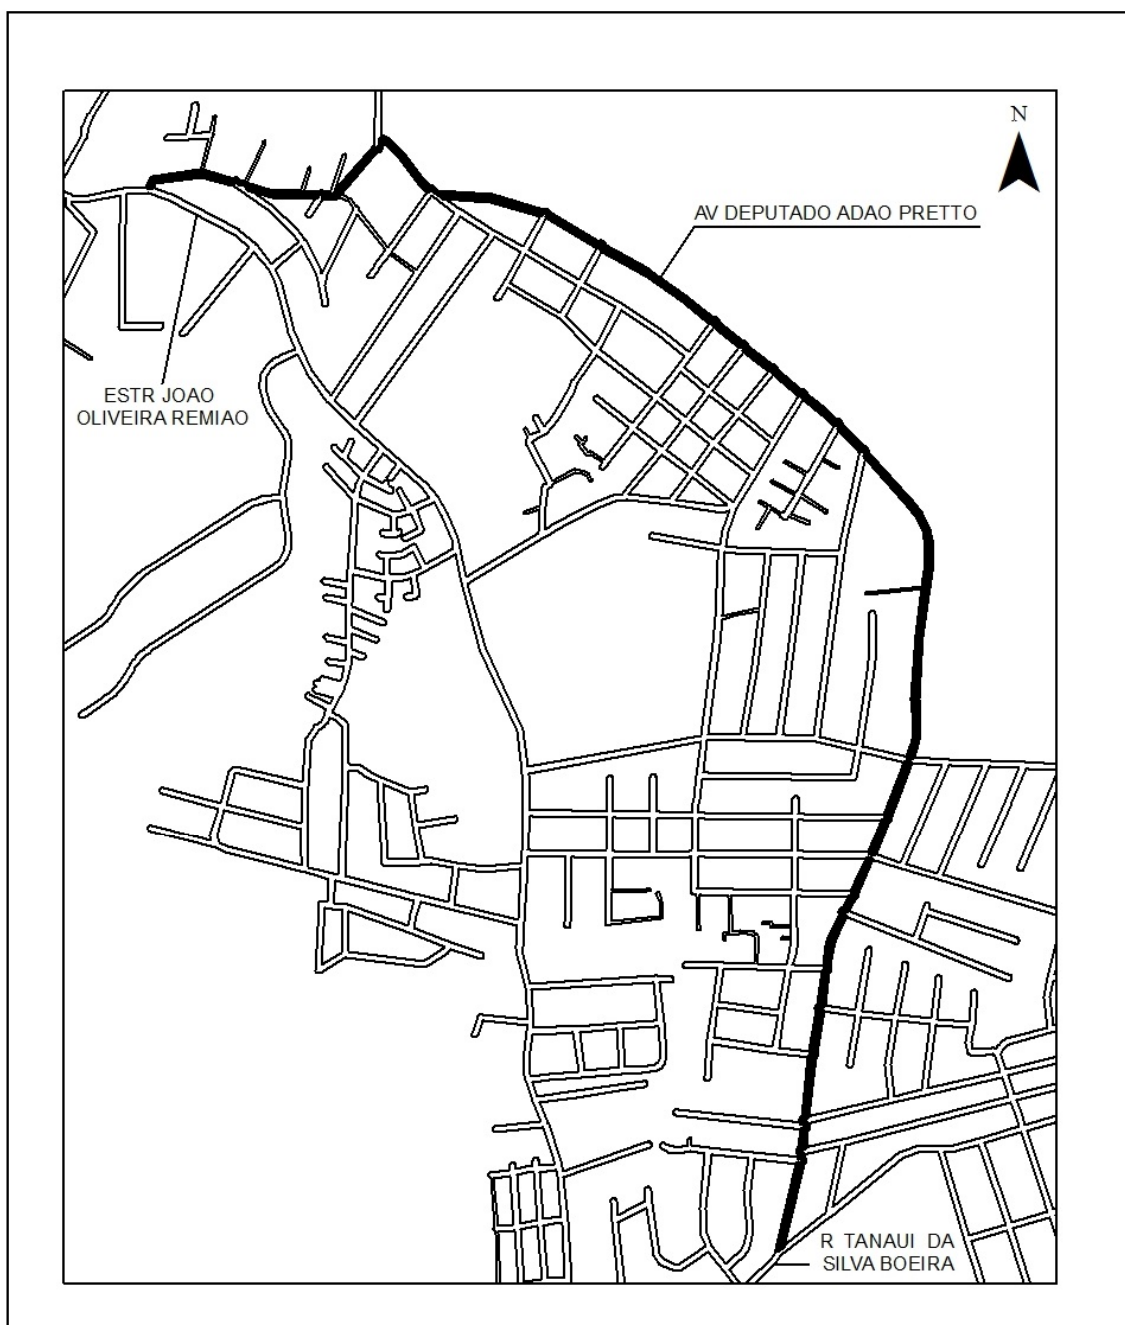 N
AV DEPUTADO ADAO PRETTO
ESTR JOAO
OLIVEIRA REMIAO
R TANAUI DA
SILVA BOEIRA